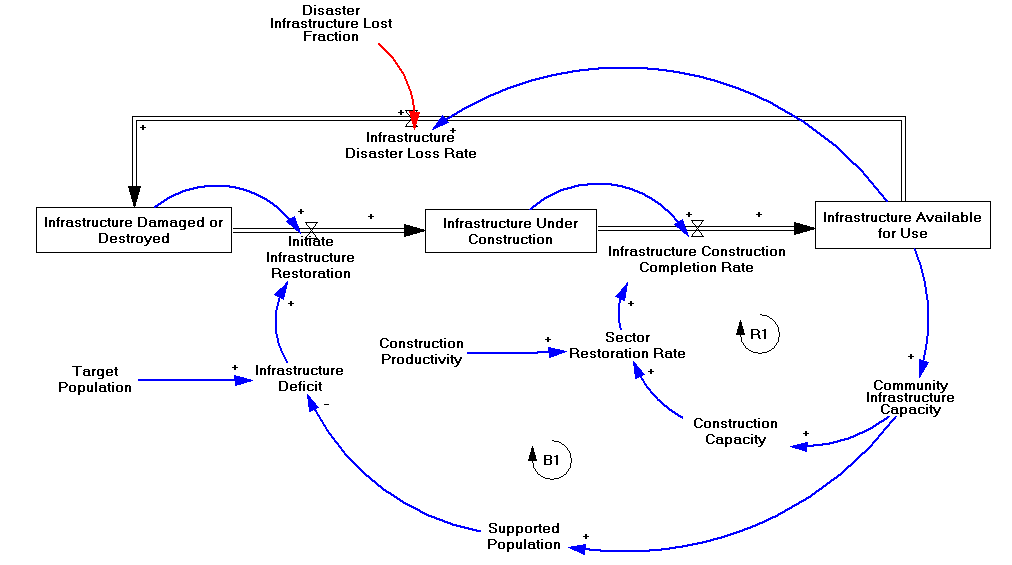 Disaster
Infrastructure Lost
Fraction
+
+
+
Infrastructure
Disaster Loss Rate
Infrastructure Damaged or
Destroyed
+
+
Initiate
Infrastructure
Restoration
+
Infrastructure Under
Construction
+
+
Infrastructure Construction
Completion Rate
+
Infrastructure Available
for Use
R1
Construction
Productivity
+
Sector
Restoration Rate
+
Target
Population
+
Infrastructure
Deficit
-
+
Community
Infrastructure
Capacity
Construction
Capacity
+
B1
Supported
Population
+